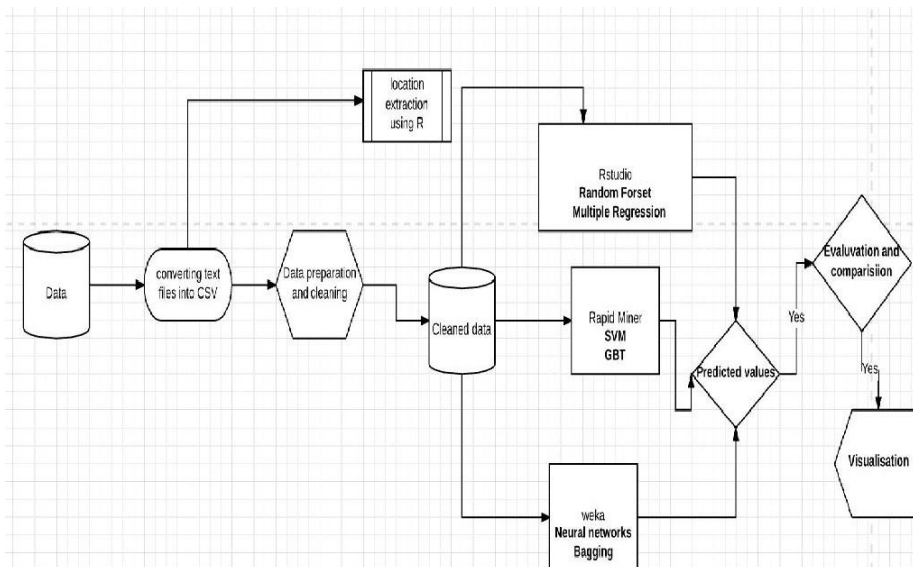 location
extraction
using R
Rstudio
Random Forset
Multiple Regression
Data
converting text
files into CSV
Data preparation
and cleaning
Cleaned data
Rapid Miner
SVM
GBT
Predicted values
Yes
Evaluvation and
comparisiion
Yes
Visualisation
weka
Neural networks
Bagging